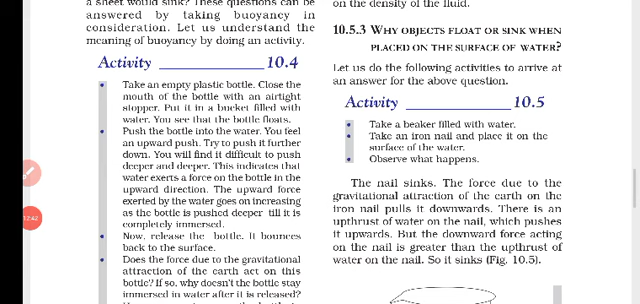 a sheet would sink? These questions can be
answered by taking buoyancy in
consideration. Let us understand the
meaning of buoyancy by doing an activity.
Activity ______________ 10.4
• Take an empty plastic bottle. Close the
mouth of the bottle with an airtight
stopper. Put it in a bucket filled with
water. You see that the bottle floats.
• Push the bottle into the water. You feel
an upward push. Try to push it further
down. You will find it difficult to push
deeper and deeper. This indicates that
water exerts a force on the bottle in the
upward direction. The upward force
exerted by the water goes on increasing
as the bottle is pushed deeper till it is
completely immersed.
• Now, release the bottle. It bounces
back to the surface.
• Does the force due to the gravitational
attraction of the earth act on this
bottle? If so, why doesn't the bottle stay
immersed in water after it is released?
12:42
on the density of the fluid.
10.5.3 WHY OBJECTS FLOAT OR SINK WHEN
PLACED ON THE SURFACE OF WATER?
Let us do the following activities to arrive at
an answer for the above question.
Activity ______________ 10.5
• Take a beaker filled with water.
• Take an iron nail and place it on the
surface of the water.
• Observe what happens.
The nail sinks. The force due to the
gravitational attraction of the earth on the
iron nail pulls it downwards. There is an
upthrust of water on the nail, which pushes
it upwards. But the downward force acting
on the nail is greater than the upthrust of
water on the nail. So it sinks (Fig. 10.5).